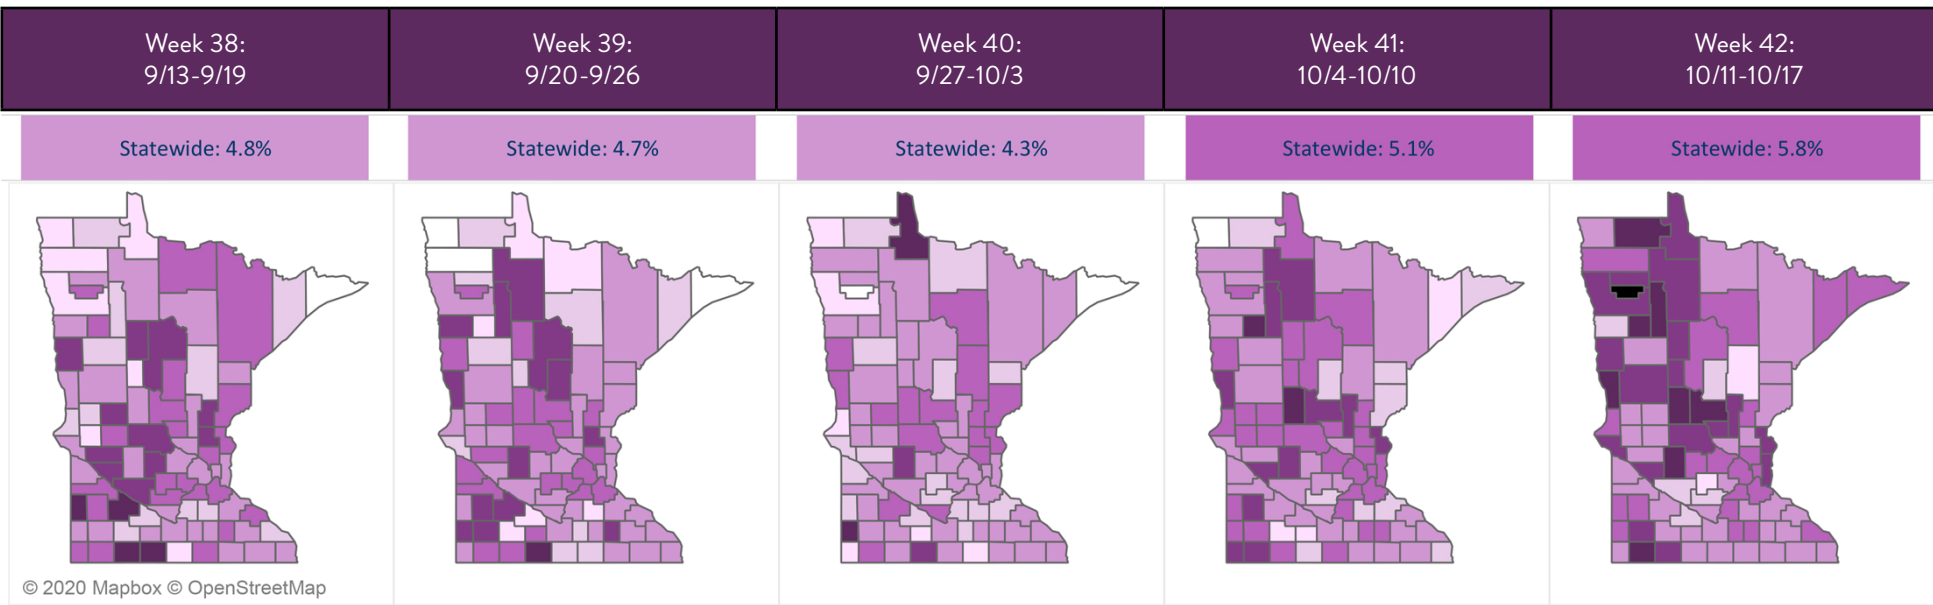 Week 38:
9/13-9/19
Week 39:
9/20-9/26
Week 40:
9/27-10/3
Week 41:
10/4-10/10
Week 42:
10/11-10/17
Statewide: 4.8%
Statewide: 4.7%
Statewide: 4.3%
Statewide: 5.1%
Statewide: 5.8%
© 2020 Mapbox © OpenStreetMap